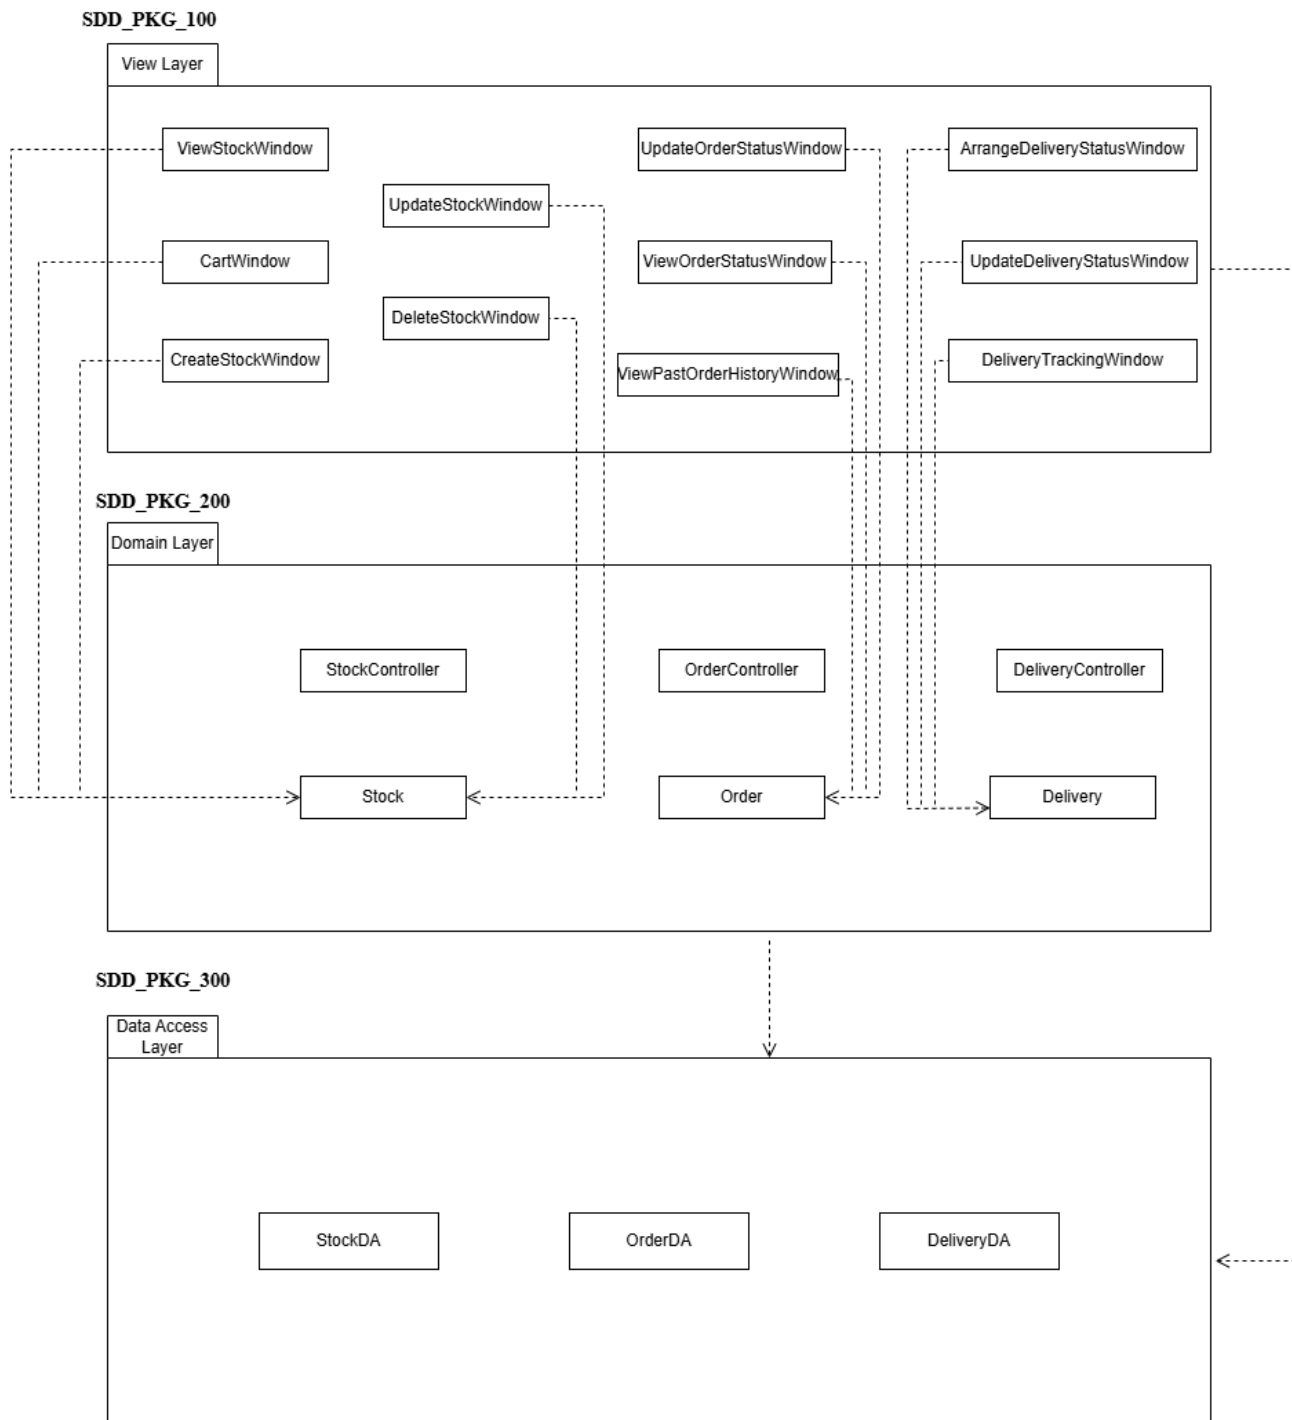 SDD_PKG_100
View Layer
ViewStockWindow
UpdateOrderStatusWindow
ArrangeDeliveryStatusWindow
UpdateStockWindow
CartWindow
ViewOrderStatusWindow
UpdateDeliveryStatusWindow
DeleteStockWindow
CreateStockWindow
ViewPastOrderHistoryWindow
DeliveryTrackingWindow
SDD_PKG_200
Domain Layer
StockController
OrderController
DeliveryController
Stock
Order
Delivery
SDD_PKG_300
Data Access
Layer
StockDA
OrderDA
DeliveryDA